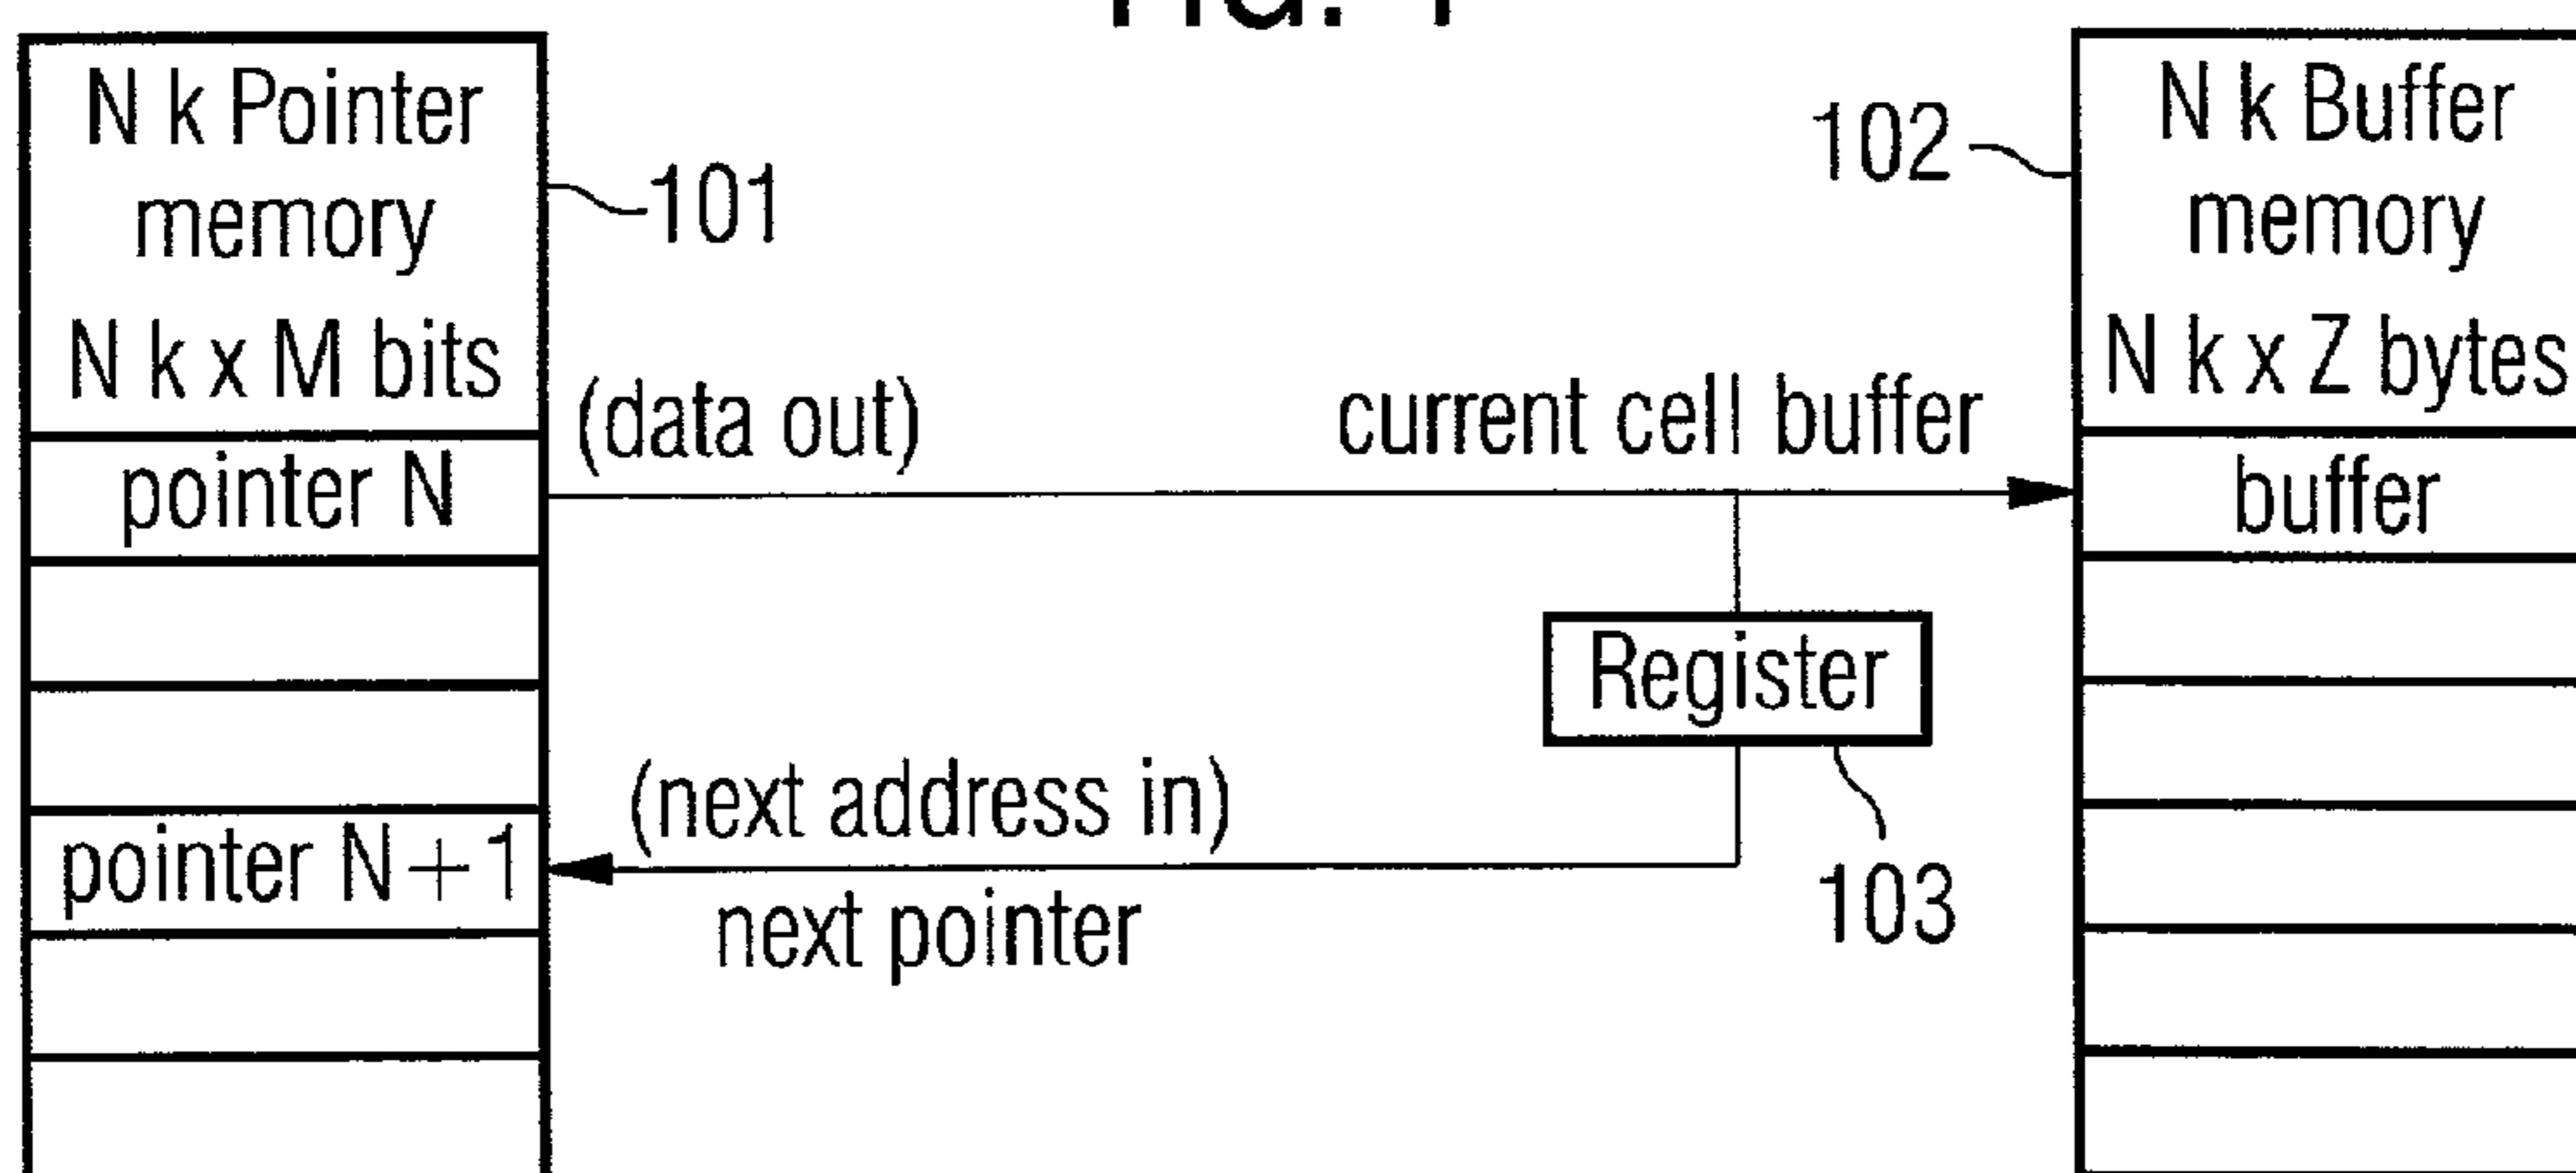 N k Pointer
memory
N k x M bits
pointer N
pointer N+1
101
(data out)
current cell buffer
Register
103
(next address in)
next pointer
102
N k Buffer
memory
N k x Z bytes
buffer